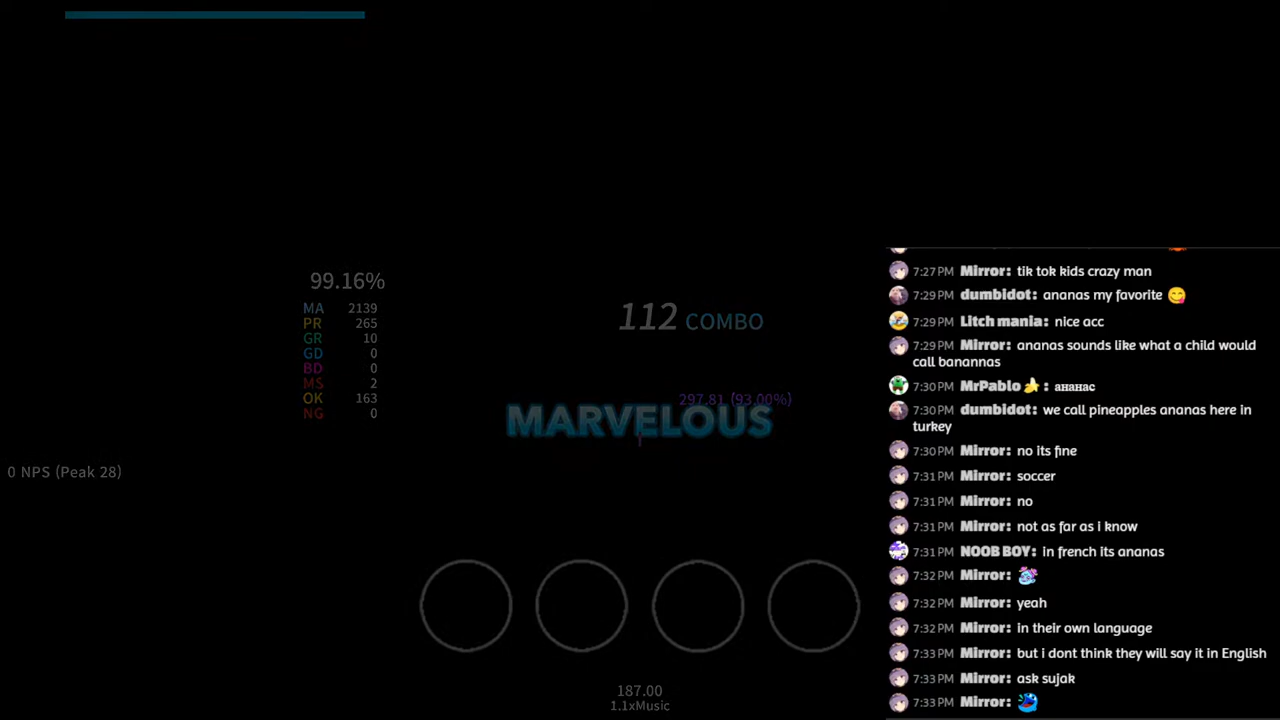 99.16%
MA 2139
PR 265
GR 10
GD 0
BD 0
MS 2
OK 163
NG 0
0 NPS (Peak 28)
112 COMBO
297.81 (93.00%)
MARVELOUS
187.00
1.1xMusic
7:27 PM Mirror: tik tok kids crazy man
7:29 PM dumbidot: ananas my favorite 😋
7:29 PM Litch mania: nice acc
7:29 PM Mirror: ananas sounds like what a child would
call banannas
7:30 PM MrPablo 🍌 : ананас
7:30 PM dumbidot: we call pineapples ananas here in
turkey
7:30 PM Mirror: no its fine
7:31 PM Mirror: soccer
7:31 PM Mirror: no
7:31 PM Mirror: not as far as i know
7:31 PM NOOB BOY: in french its ananas
7:32 PM Mirror:
7:32 PM Mirror: yeah
7:32 PM Mirror: in their own language
7:33 PM Mirror: but i dont think they will say it in English
7:33 PM Mirror: ask sujak
7:33 PM Mirror: